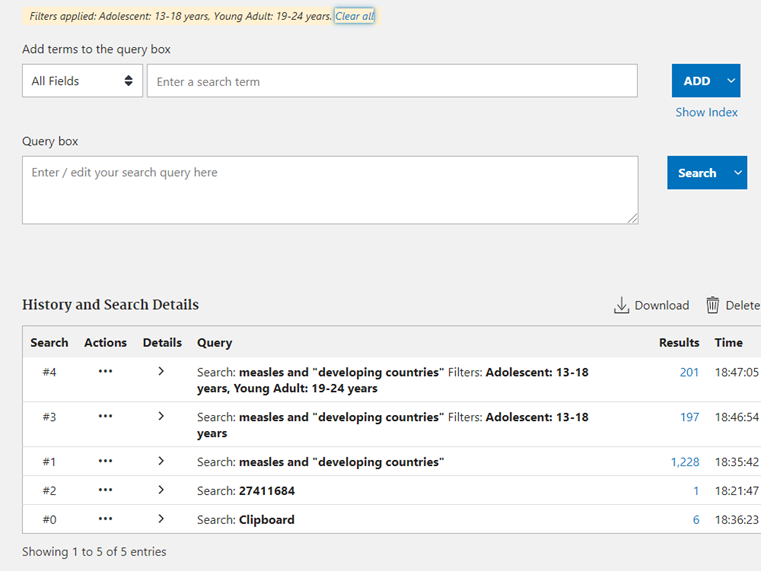 Filters applied: Adolescent: 13-18 years, Young Adult: 19-24 years. Clear all
Add terms to the query box
All Fields Enter a search term ADD
Show Index
Query box
Enter / edit your search query here Search
History and Search Details Download Delete
Search Actions Details Query Results Time
#4 ••• Search: measles and "developing countries" Filters: Adolescent: 13-18 201 18:47:05
years, Young Adult: 19-24 years
#3 ••• Search: measles and "developing countries" Filters: Adolescent: 13-18 197 18:46:54
years
#1 ••• Search: measles and "developing countries" 1,228 18:35:42
#2 ••• Search: 27411684 1 18:21:47
#0 ••• Search: Clipboard 6 18:36:23
Showing 1 to 5 of 5 entries